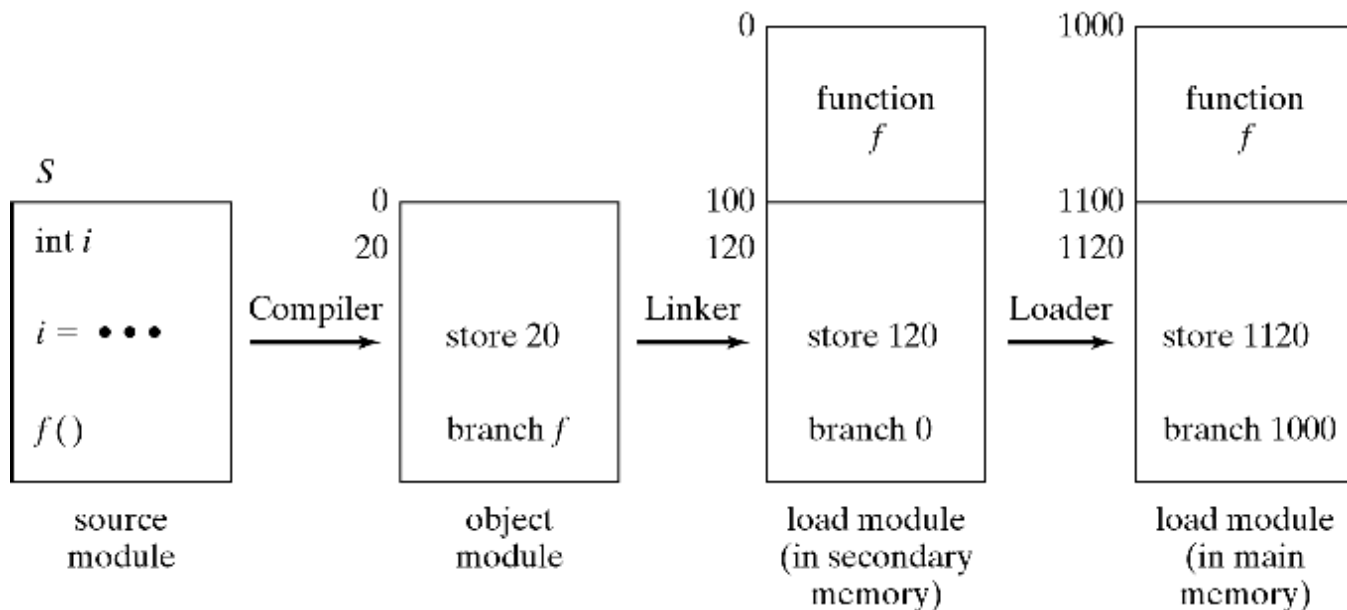 S
int i
i = •••
f()
source
module
Compiler
0
20
store 20
branch f
object
module
Linker
0
function
f
100
120
store 120
branch 0
load module
(in secondary
memory)
Loader
1000
function
f
1100
1120
store 1120
branch 1000
load module
(in main
memory)